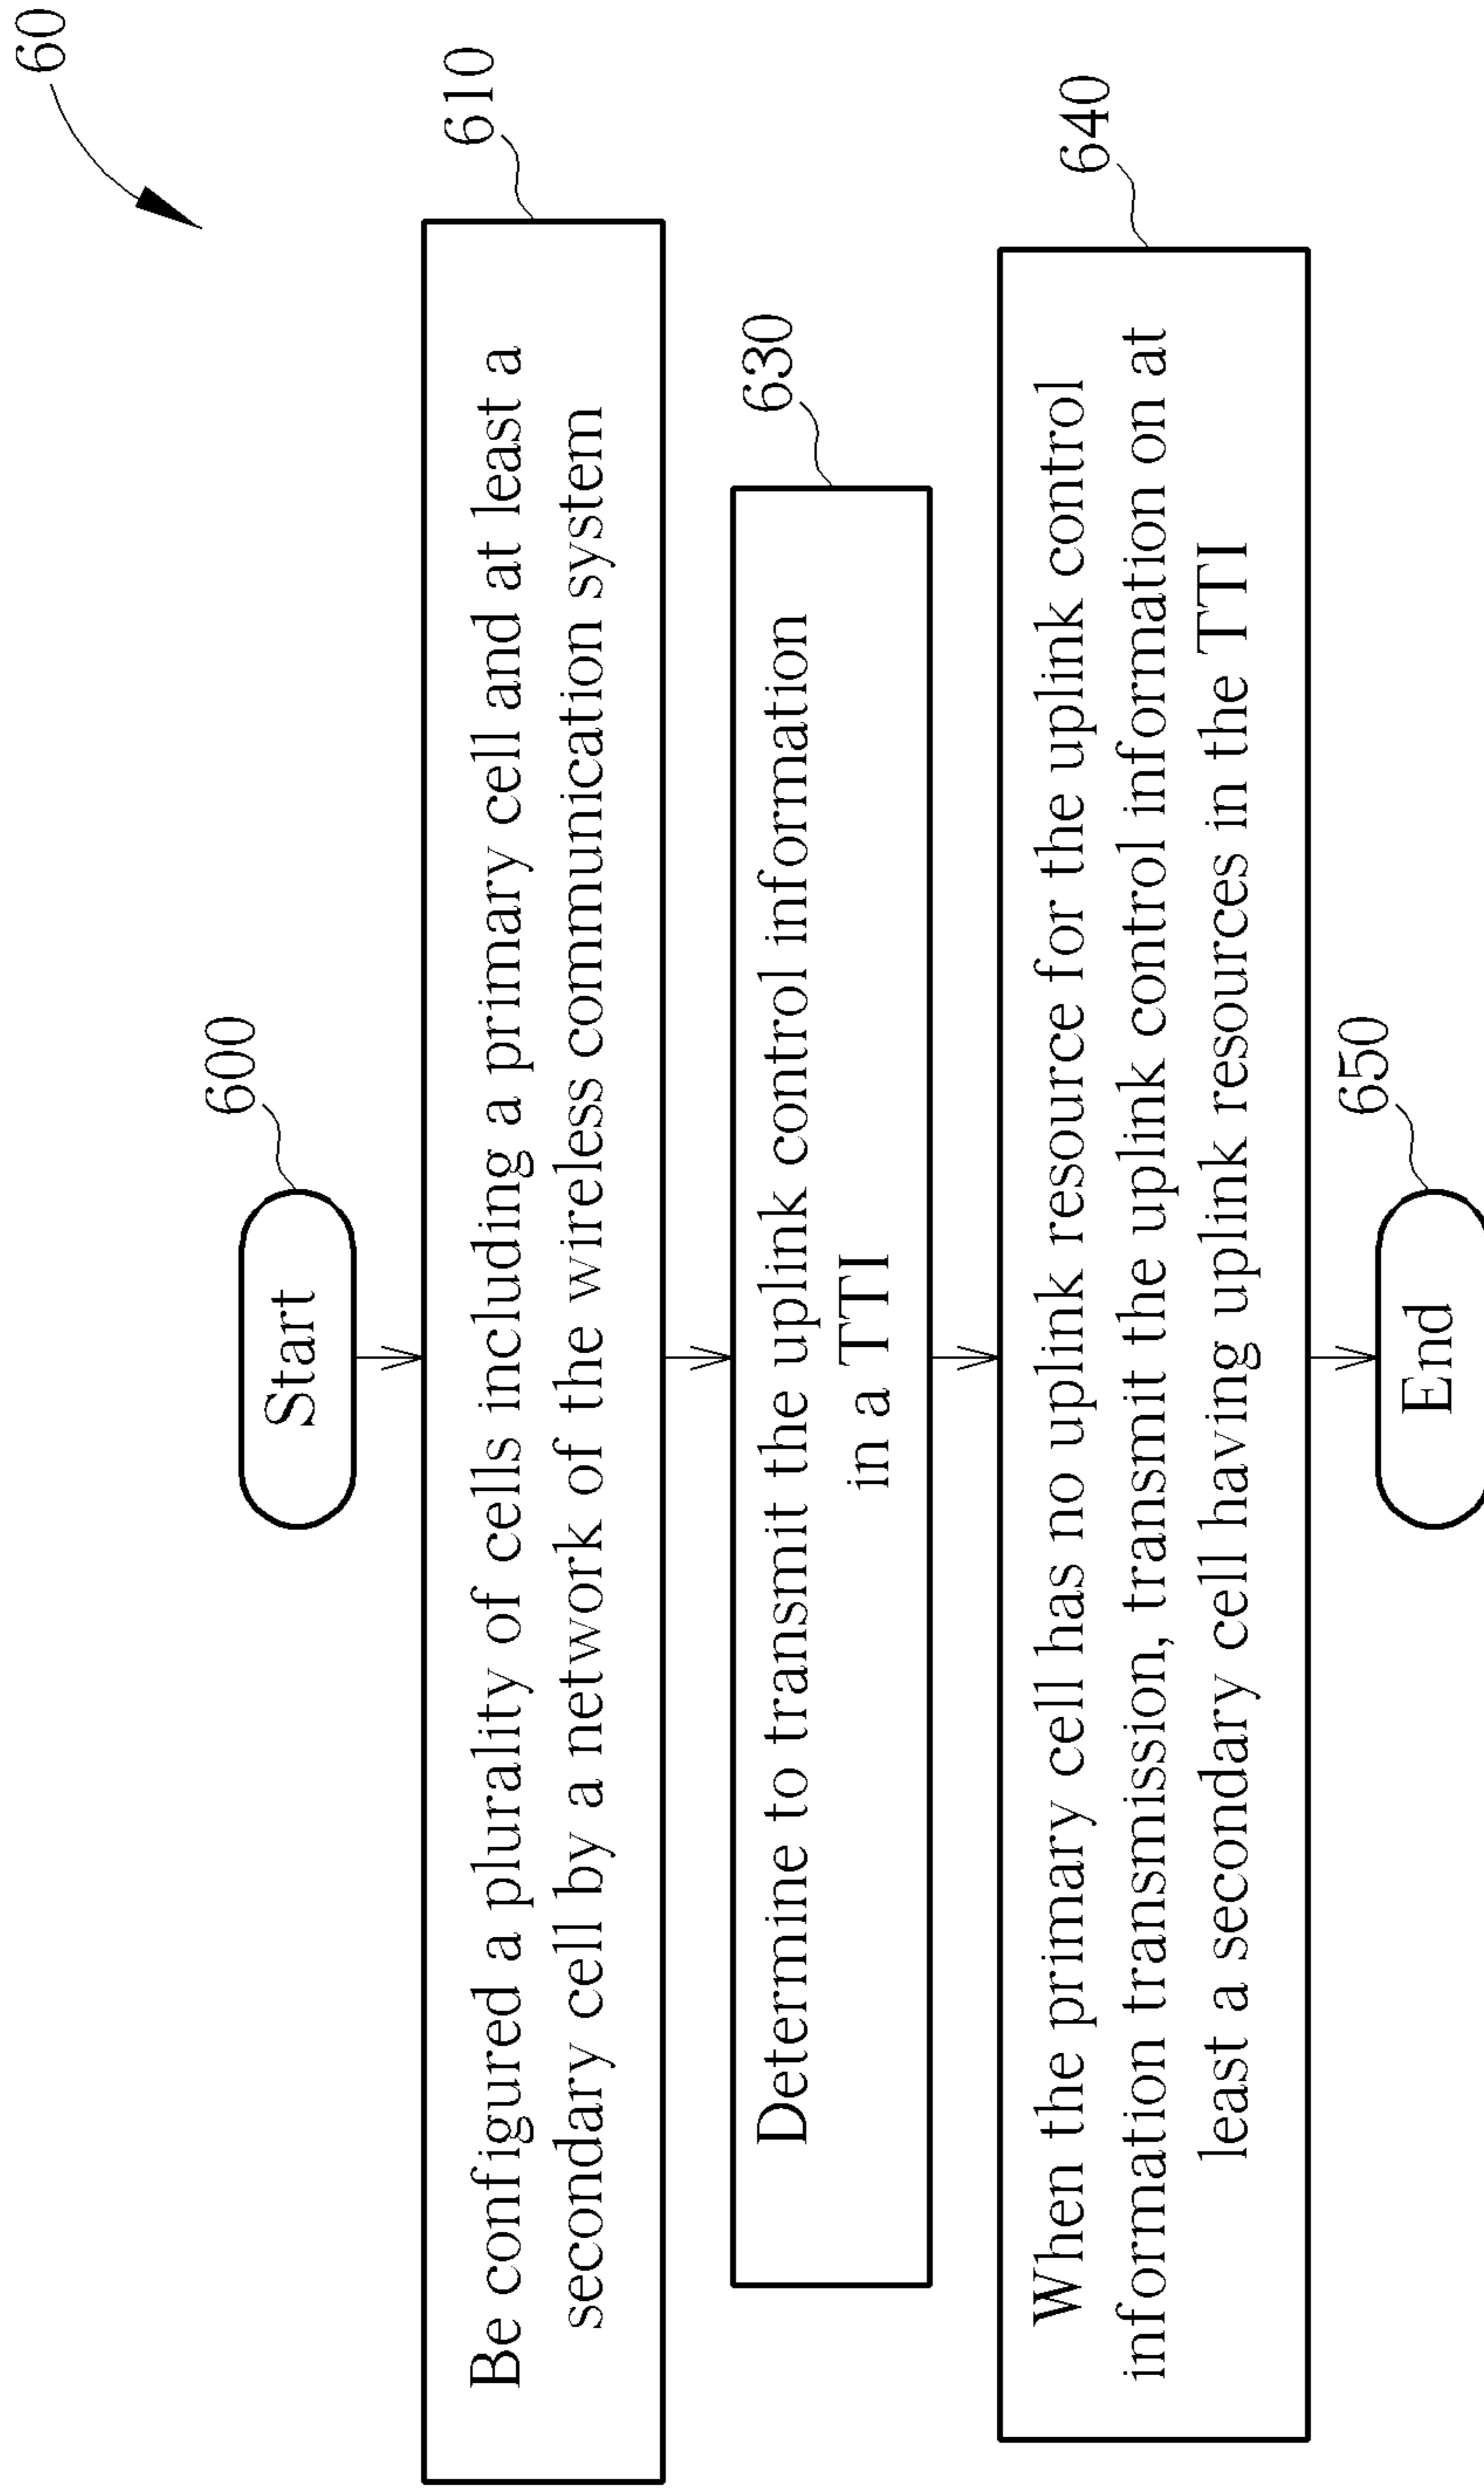 60
600
Start
610
Be configured a plurality of cells including a primary cell and at least a
secondary cell by a network of the wireless communication system
630
Determine to transmit the uplink control information
in a TTI
640
When the primary cell has no uplink resource for the uplink control
information transmission, transmit the uplink control information on at
least a secondary cell having uplink resources in the TTI
650
End